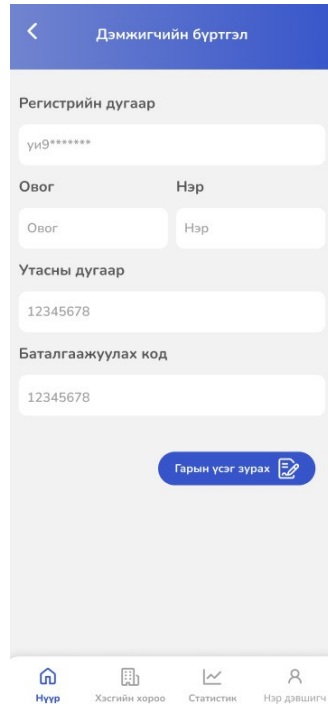 Дэмжигчийн бүртгэл
Регистрийн дугаар
уи9*******
Овог Нэр
Овог Нэр
Утасны дугаар
12345678
Баталгаажуулах код
12345678
Гарын үсэг зурах
Нүүр Хэсгийн хороо Статистик Нэр дэвшигч